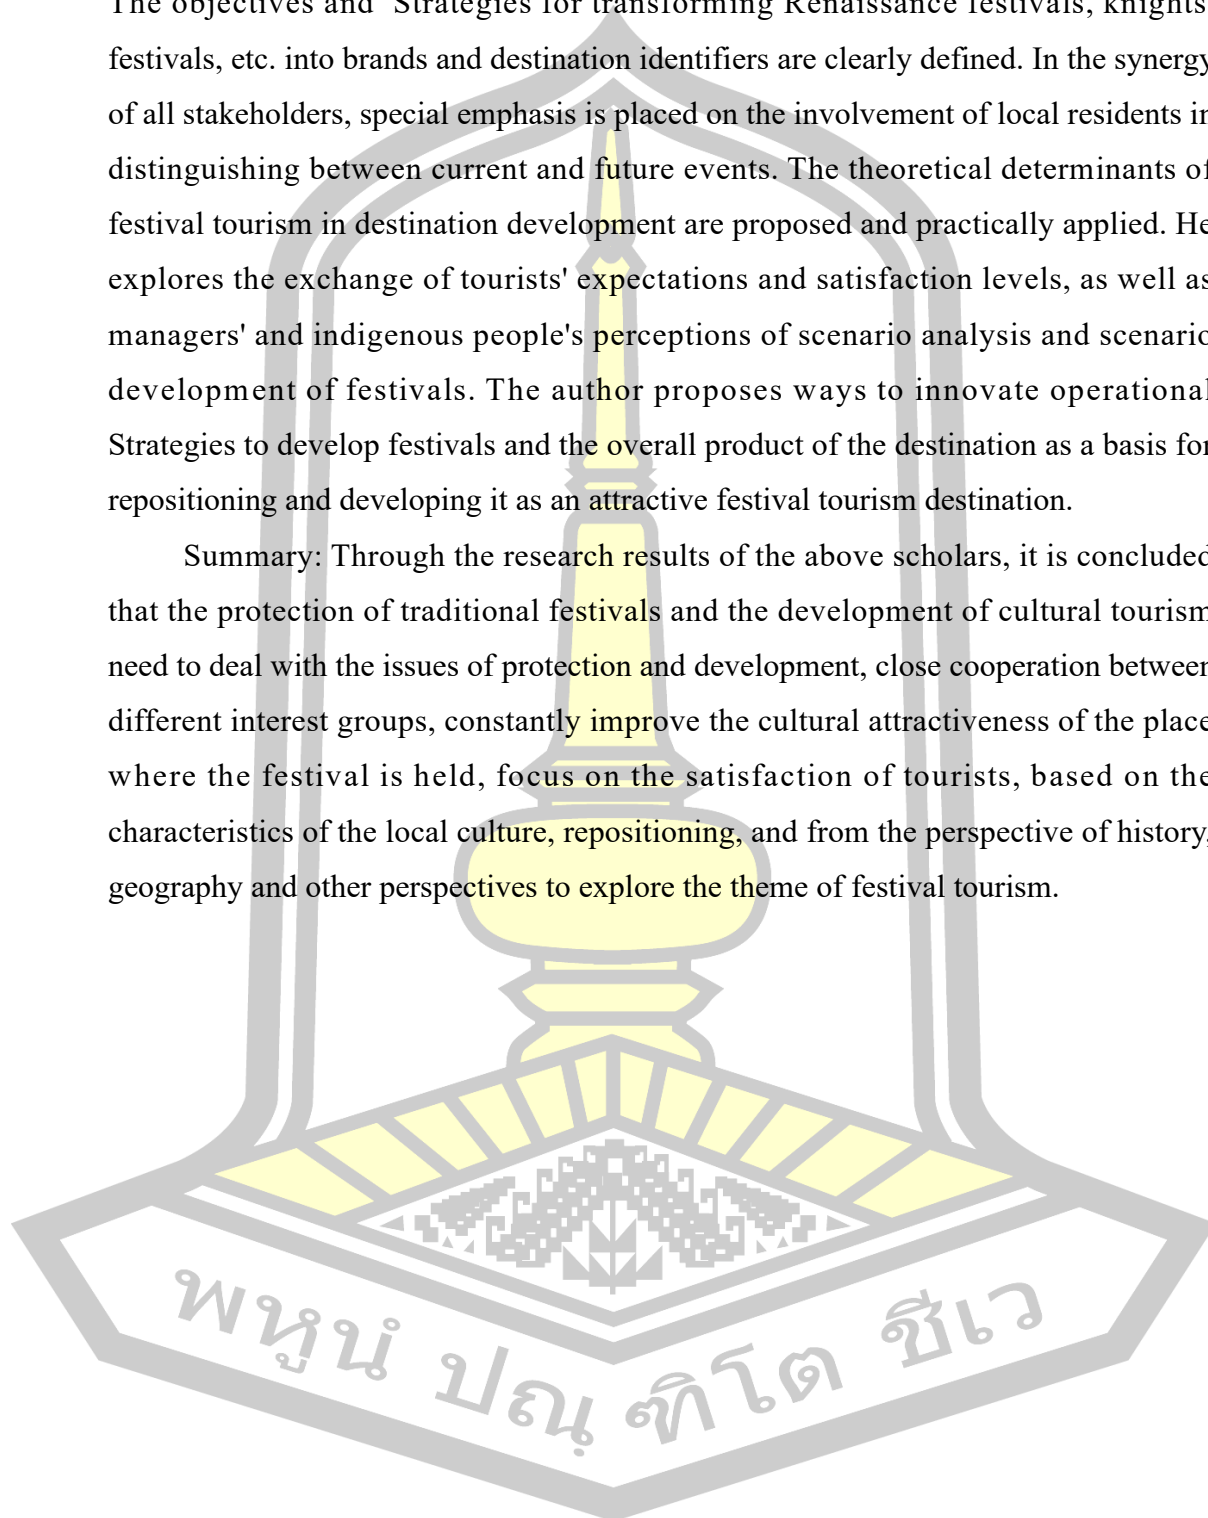 The objectives and Strategies for transforming Renaissance festivals, knights
festivals, etc. into brands and destination identifiers are clearly defined. In the synergy
of all stakeholders, special emphasis is placed on the involvement of local residents in
distinguishing between current and future events. The theoretical determinants of
festival tourism in destination development are proposed and practically applied. He
explores the exchange of tourists' expectations and satisfaction levels, as well as
managers' and indigenous people's perceptions of scenario analysis and scenario
development of festivals. The author proposes ways to innovate operational
Strategies to develop festivals and the overall product of the destination as a basis for
repositioning and developing it as an attractive festival tourism destination.
Summary: Through the research results of the above scholars, it is concluded
that the protection of traditional festivals and the development of cultural tourism
need to deal with the issues of protection and development, close cooperation between
different interest groups, constantly improve the cultural attractiveness of the place
where the festival is held, focus on the satisfaction of tourists, based on the
characteristics of the local culture, repositioning, and from the perspective of history,
geography and other perspectives to explore the theme of festival tourism.
พหูนํ ปณฺฑิโต ชีเว